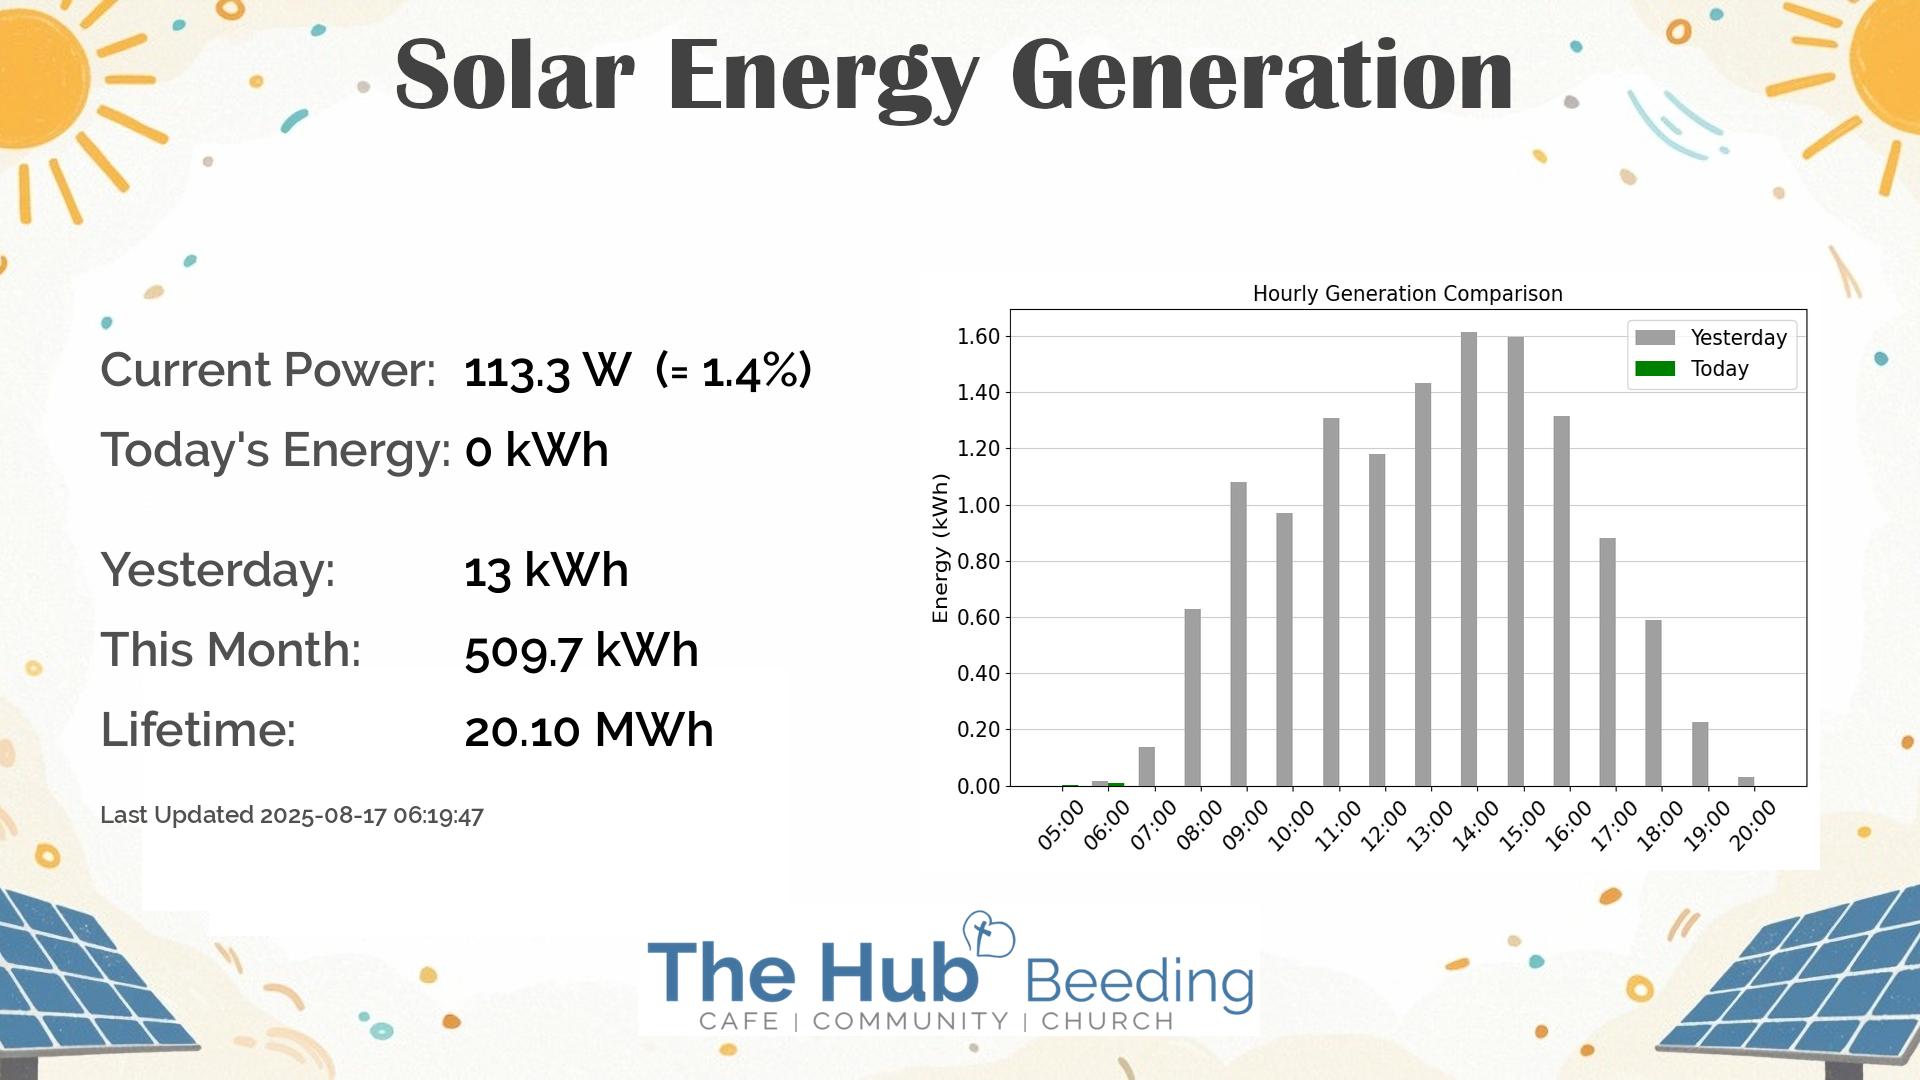 Solar Energy Generation
Current Power: 113.3 W (= 1.4%)
Today's Energy: 0 kWh
Yesterday: 13 kWh
This Month: 509.7 kWh
Lifetime: 20.10 MWh
Last Updated 2025-08-17 06:19:47
Hourly Generation Comparison
Yesterday
Today
Energy (kWh)
1.60
1.40
1.20
1.00
0.80
0.60
0.40
0.20
0.00
05:00 06:00 07:00 08:00 09:00 10:00 11:00 12:00 13:00 14:00 15:00 16:00 17:00 18:00 19:00 20:00
The Hub Beeding
CAFE | COMMUNITY | CHURCH